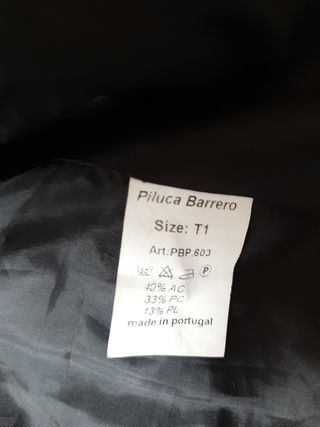 Piluca Barrero
Size: T1
Art:PBP.603
P
40% AC
33% PC
13% PL
made in portugal